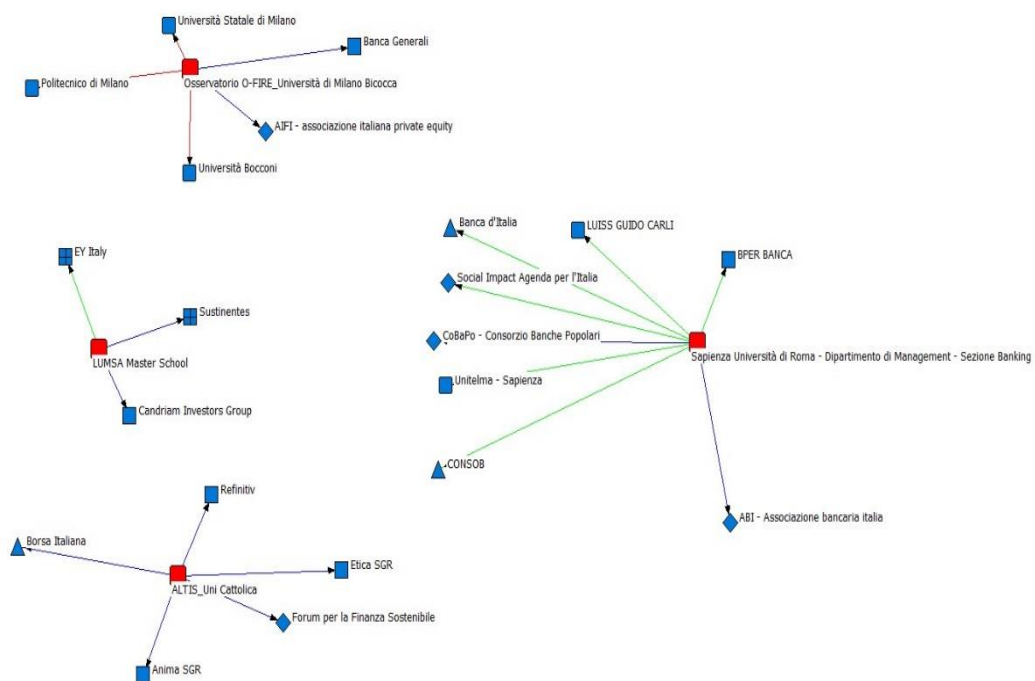 Università Statale di Milano
Banca Generali
Politecnico di Milano
Osservatorio O-FIRE_Università di Milano Bicocca
AIFI - associazione italiana private equity
Università Bocconi
Banca d'Italia
LUISS GUIDO CARLI
BPER BANCA
EY Italy
Social Impact Agenda per l'Italia
Sustinentes
CoBaPo - Consorzio Banche Popolari
LUMSA Master School
Sapienza Università di Roma - Dipartimento di Management - Sezione Banking
Unitelma - Sapienza
Candriam Investors Group
CONSOB
Refinitiv
ABI - Associazione bancaria italia
Borsa Italiana
Etica SGR
ALTIS_Uni Cattolica
Forum per la Finanza Sostenibile
Anima SGR